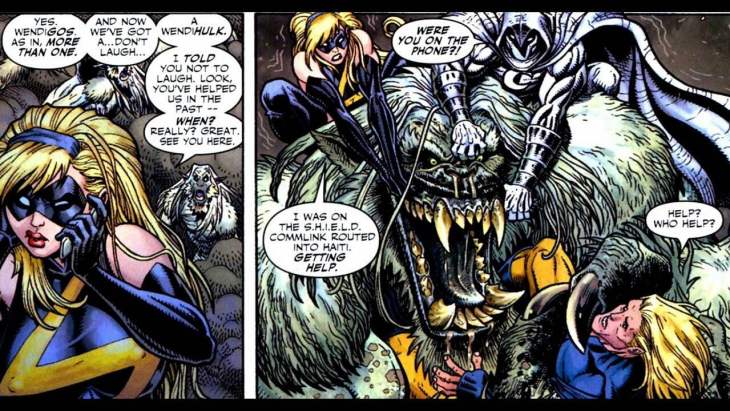 YES.
WENDIGOS.
AS IN, MORE
THAN ONE.
AND NOW
WE'VE GOT
A...DON'T
LAUGH...
A
WENDIHULK.
I TOLD
YOU NOT TO
LAUGH. LOOK,
YOU'VE HELPED
US IN THE
PAST --
WHEN?
REALLY? GREAT.
SEE YOU HERE.
WERE
YOU ON THE
PHONE?!
I WAS ON
THE S.H.I.E.L.D.
COMMLINK ROUTED
INTO HAITI.
GETTING
HELP.
HELP?
WHO HELP?